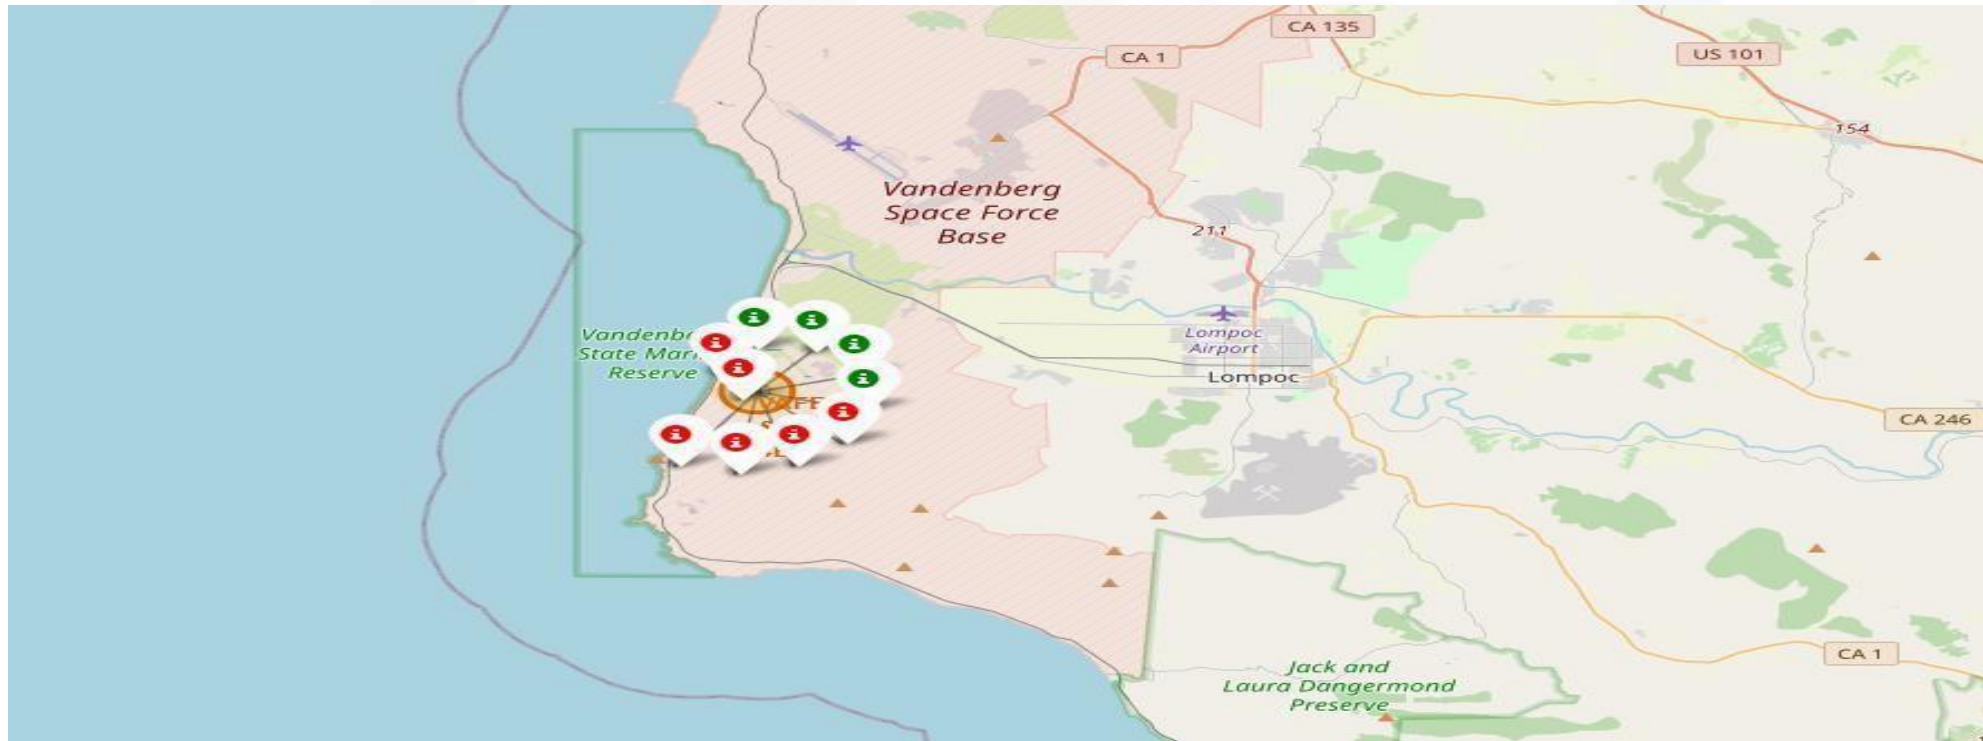 CA 135
CA 1
US 101
154
Vandenberg
Space Force
Base
211
Lompoc
Airport
Lompoc
Reserve
State
CA 246
Jack and
Laura Dangermond
Preserve
CA 1